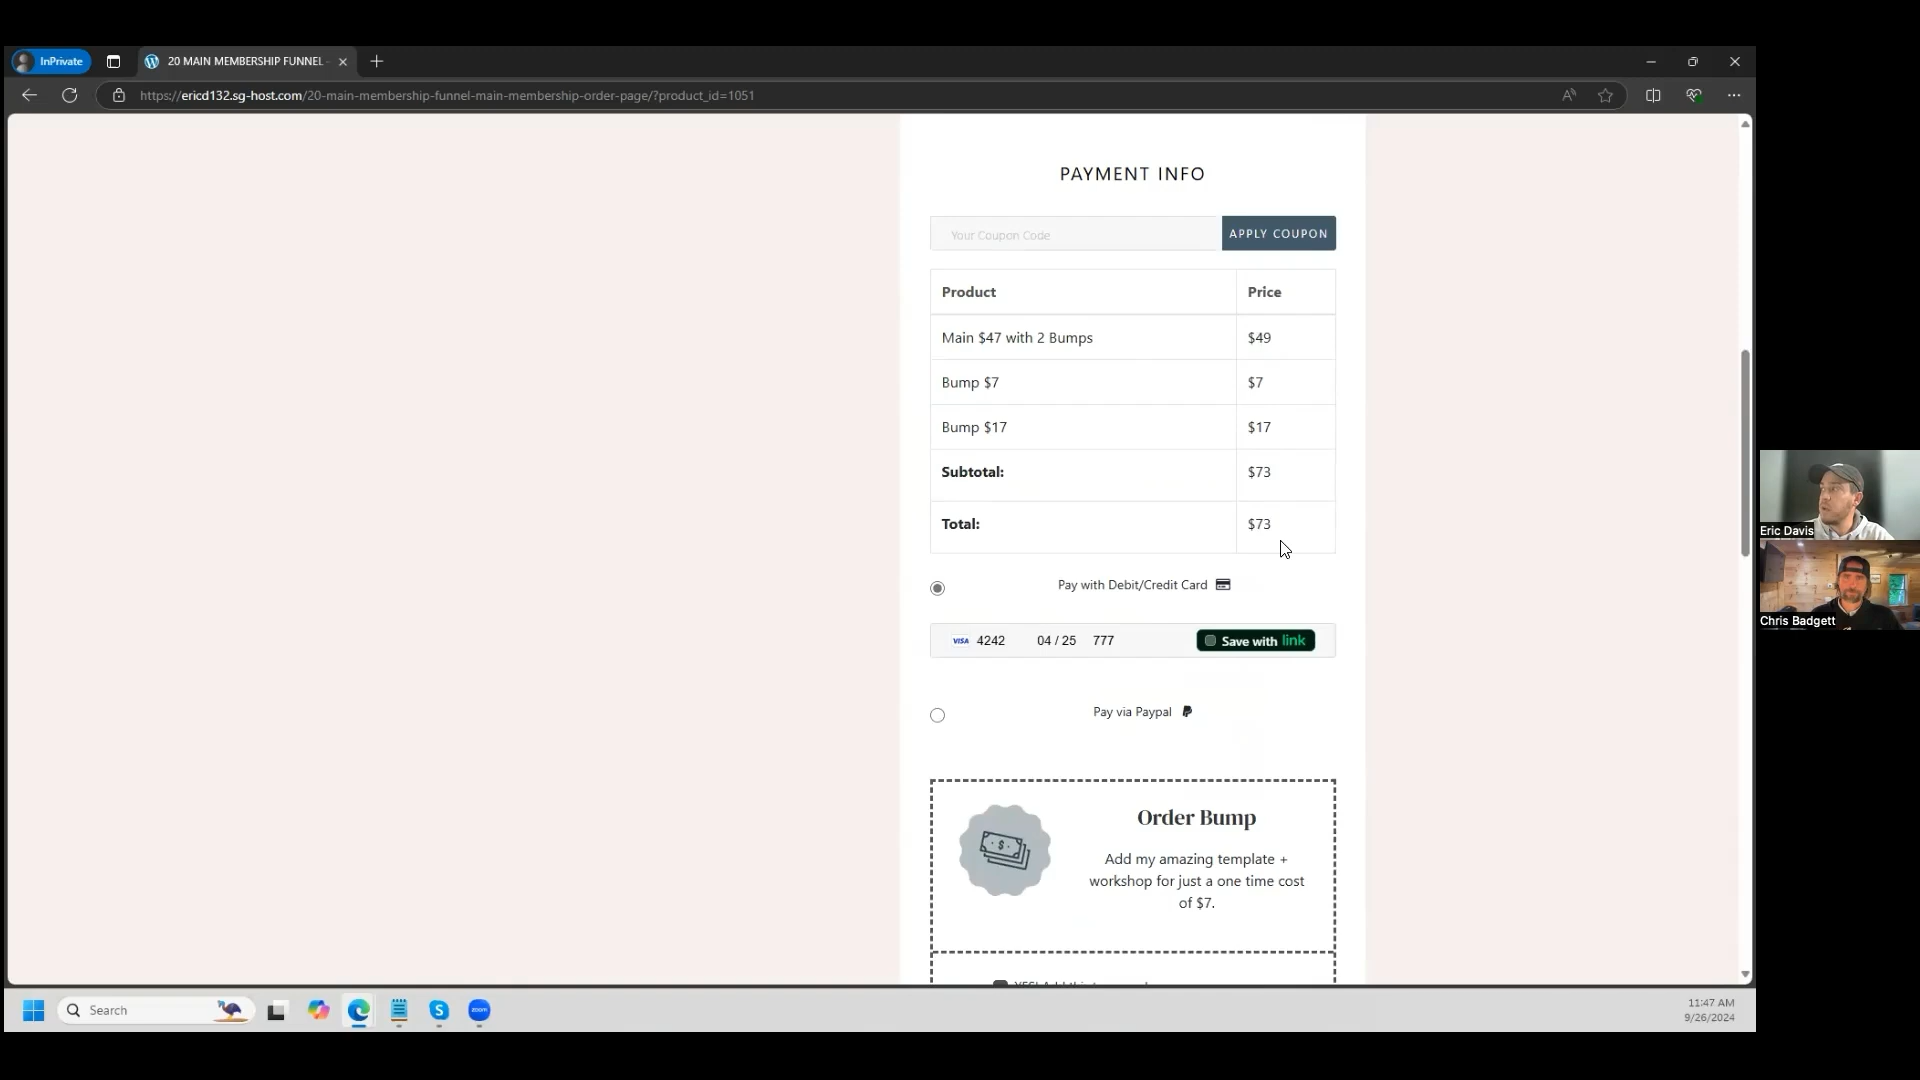 InPrivate
20 MAIN MEMBERSHIP FUNNEL -
https://ericd132.sg-host.com/20-main-membership-funnel-main-membership-order-page/?product_id=1051
PAYMENT INFO
Your Coupon Code APPLY COUPON
Product Price
Main $47 with 2 Bumps $49
Bump $7 $7
Bump $17 $17
Subtotal: $73
Total: $73
Pay with Debit/Credit Card
VISA 4242 04 / 25 777 Save with link
Pay via Paypal
Order Bump
Add my amazing template +
workshop for just a one time cost
of $7.
Eric Davis
Chris Badgett
Search
zoom
11:47 AM
9/26/2024